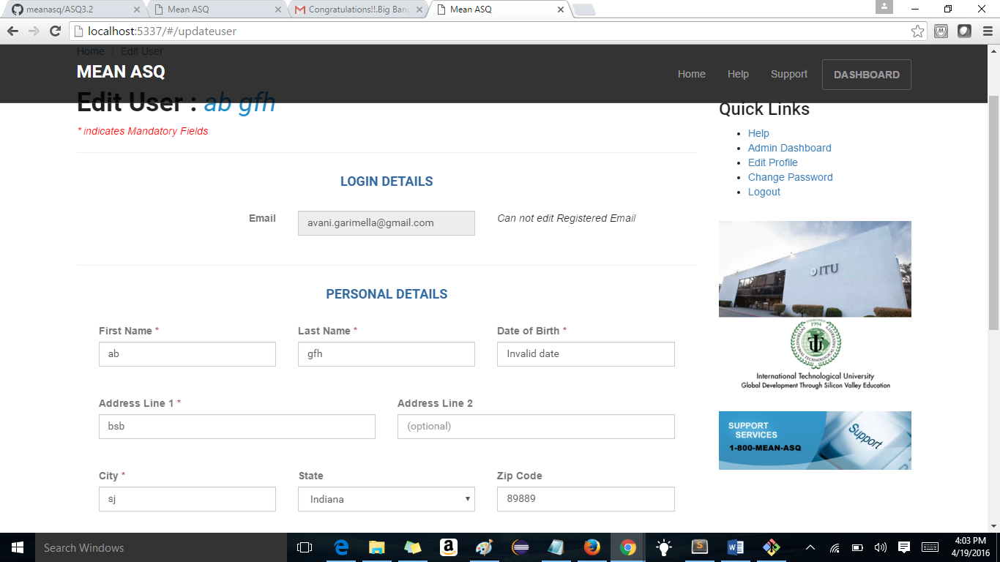 meanasq/ASQ3.2
Mean ASQ
Congratulations!!.Big Bang
Mean ASQ
localhost:5337/#/updateuser
Home / Edit User
MEAN ASQ
Home
Help
Support
DASHBOARD
Edit User : ab gfh
* indicates Mandatory Fields
LOGIN DETAILS
Email
avani.garimella@gmail.com
Can not edit Registered Email
PERSONAL DETAILS
First Name *
Last Name *
Date of Birth *
ab
gfh
Invalid date
Address Line 1 *
Address Line 2
bsb
(optional)
City *
State
Zip Code
sj
Indiana
89889
Quick Links
Help
Admin Dashboard
Edit Profile
Change Password
Logout
ITU
1994
International Technological University
Global Development Through Silicon Valley Education
SUPPORT
SERVICES
1-800-MEAN-ASQ
Support
Search Windows
4:03 PM
4/19/2016